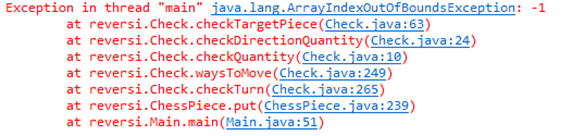 Exception in thread "main" java.lang.ArrayIndexOutOfBoundsException: -1
at reversi.Check.checkTargetPiece(Check.java:63)
at reversi.Check.checkDirectionQuantity(Check.java:24)
at reversi.Check.checkQuantity(Check.java:10)
at reversi.Check.waysToMove(Check.java:249)
at reversi.Check.checkTurn(Check.java:265)
at reversi.ChessPiece.put(ChessPiece.java:239)
at reversi.Main.main(Main.java:51)